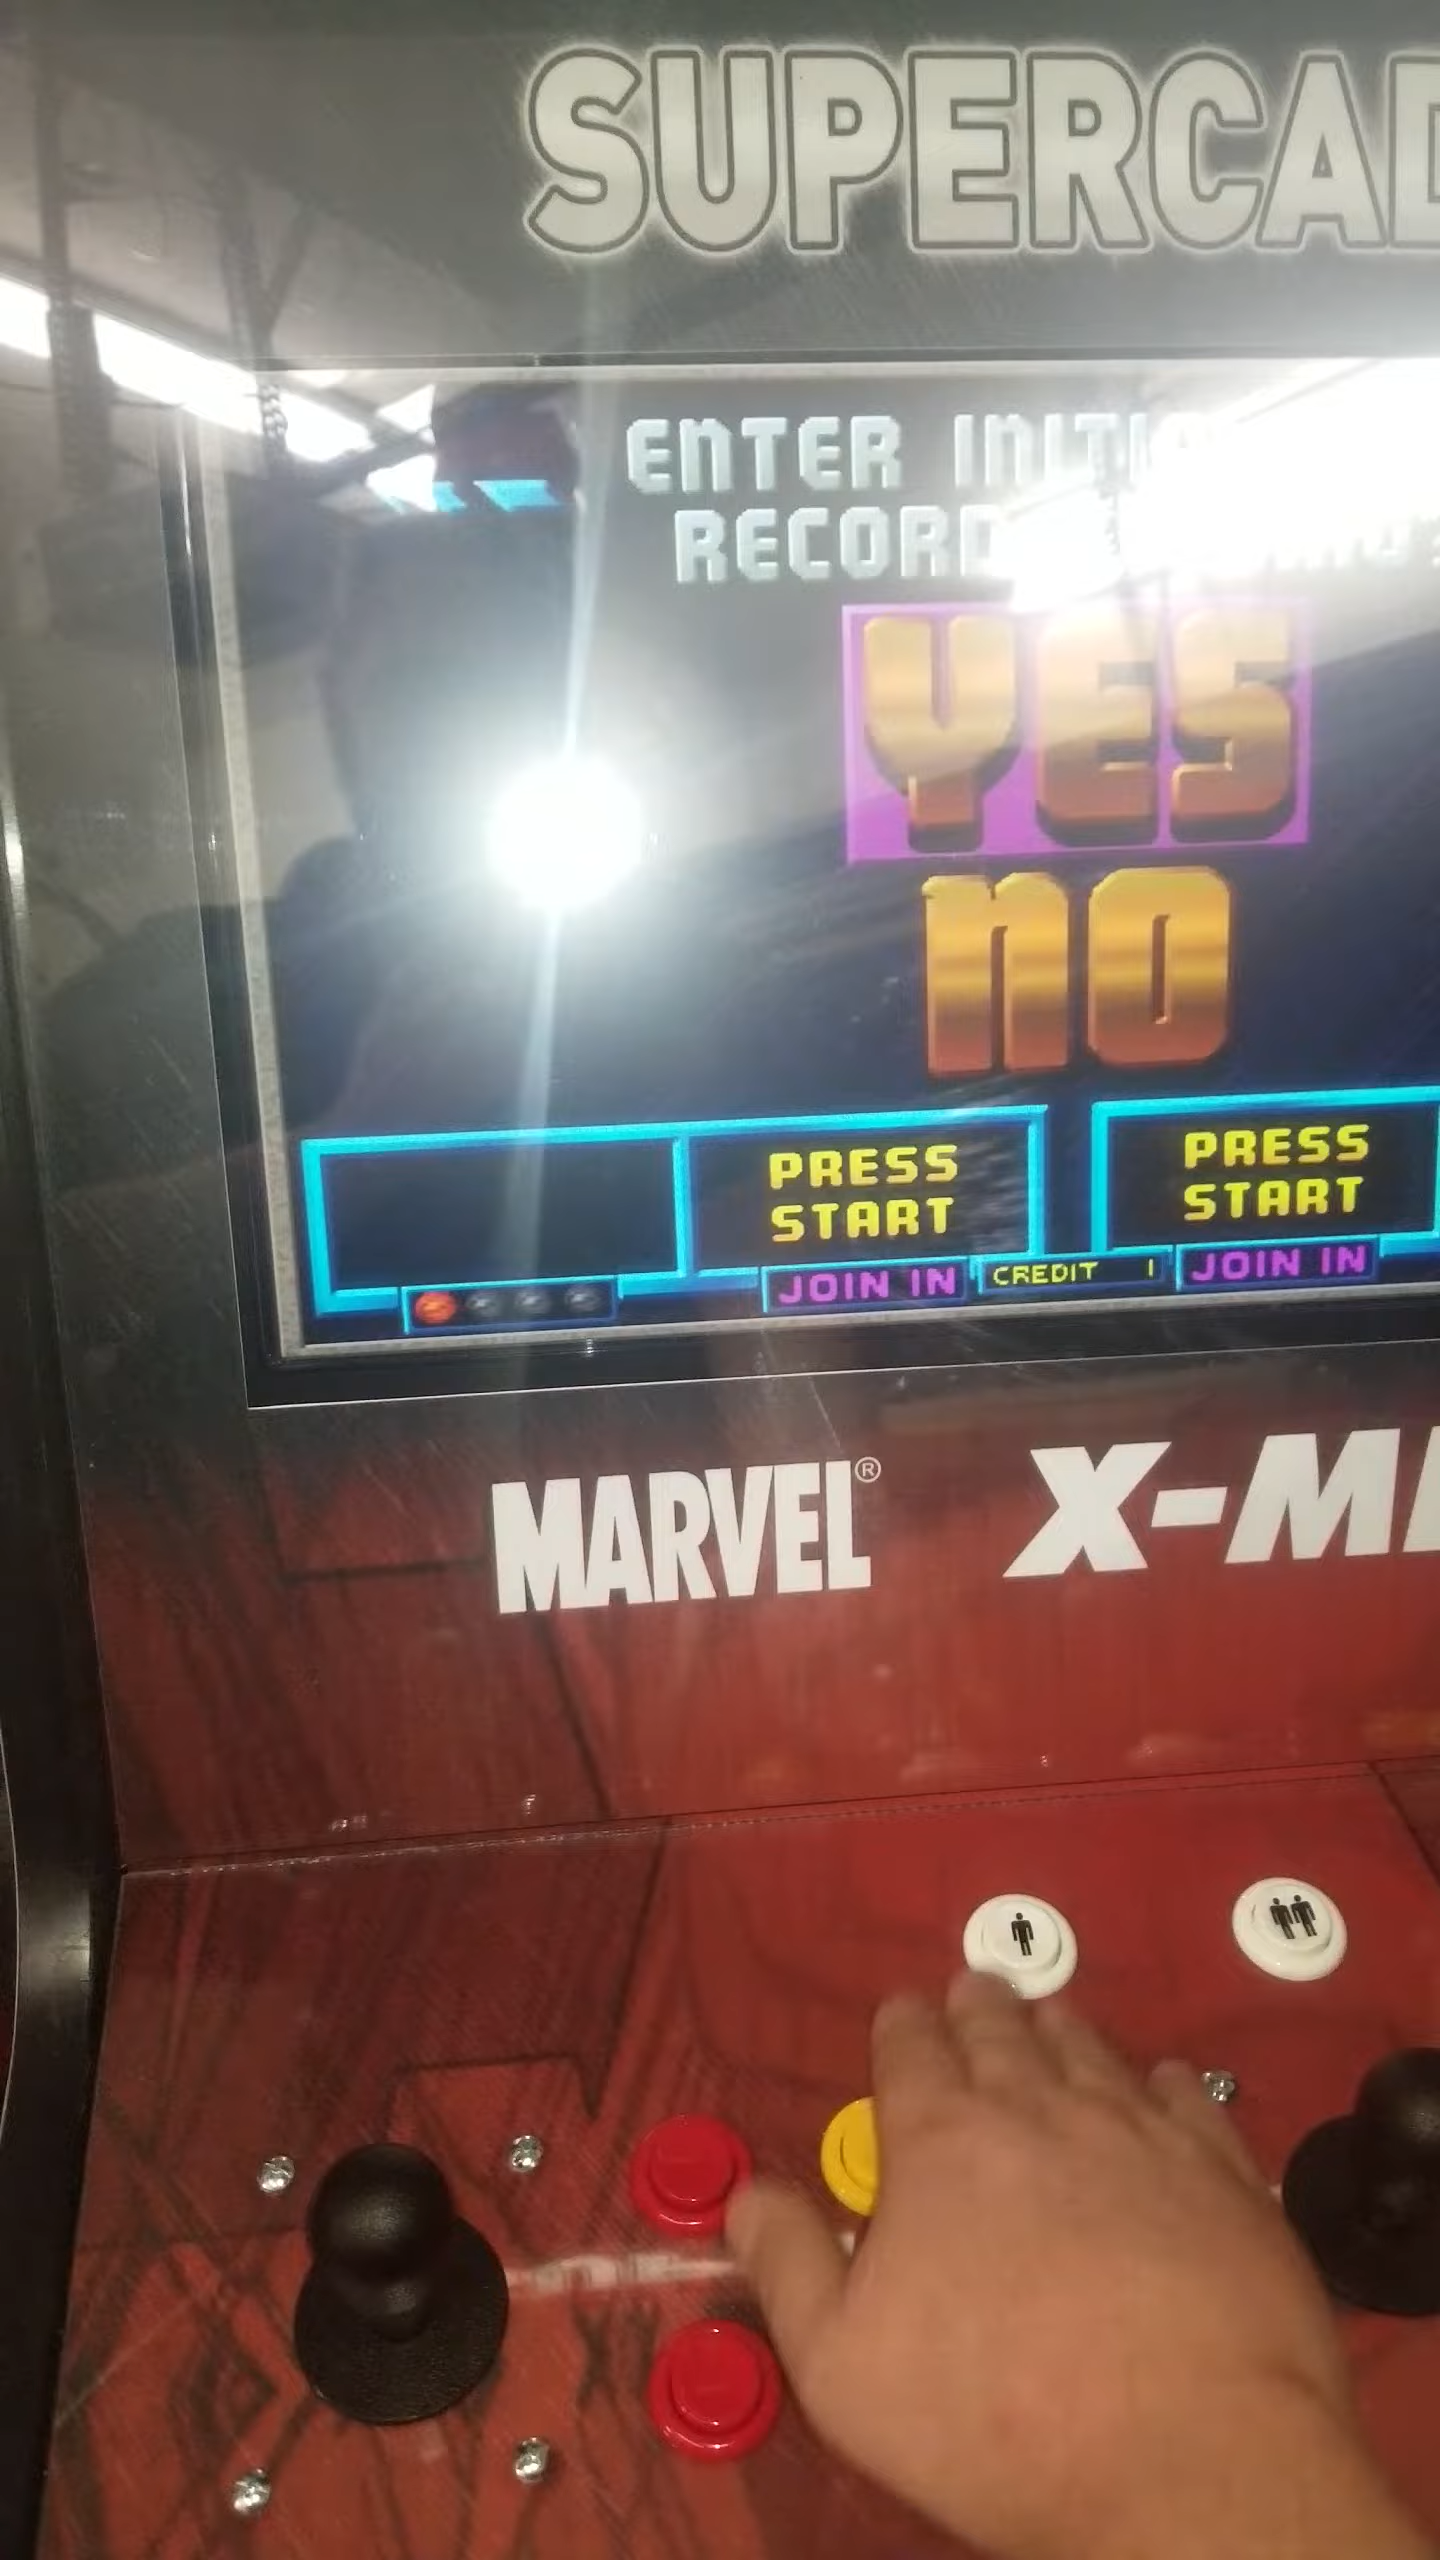 SUPERCAD
ENTER INITI
RECORD
YES
NO
PRESS START
PRESS START
JOIN IN
CREDIT 1
JOIN IN
MARVEL®
X-M